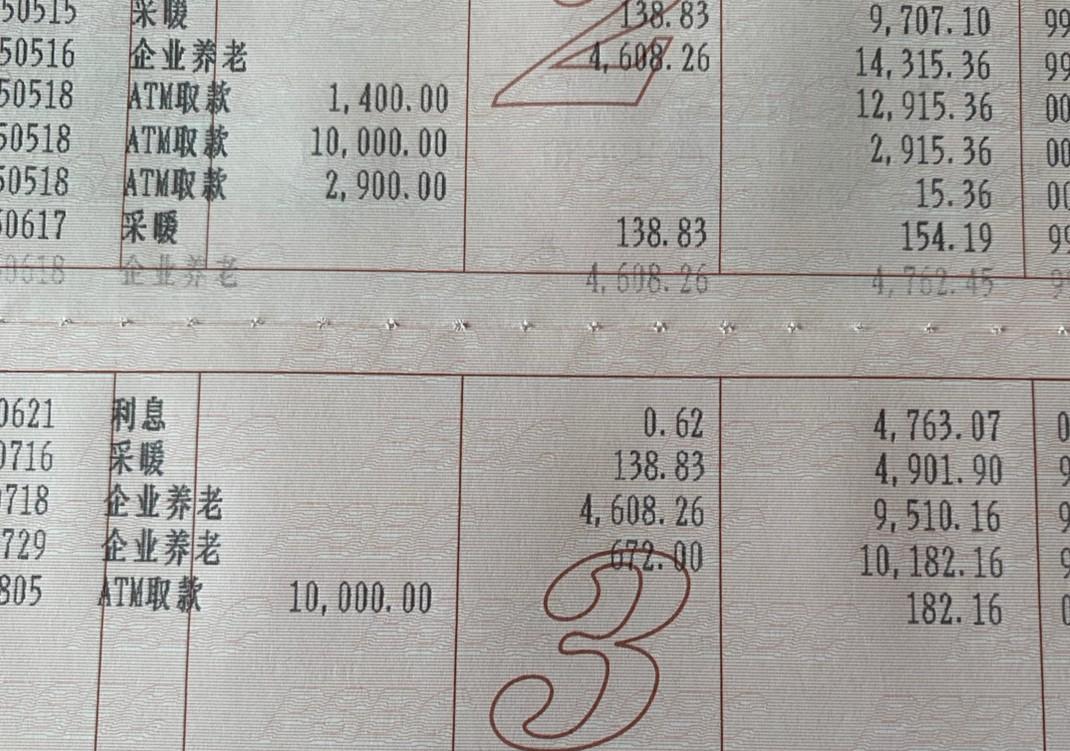 50515 采暖 138.83 9,707.10 99
50516 企业养老 4,608.26 14,315.36 99
50518 ATM取款 1,400.00 12,915.36 00
50518 ATM取款 10,000.00 2,915.36 00
50518 ATM取款 2,900.00 15.36 00
50617 采暖 138.83 154.19 99
50618 企业养老 4,608.26 4,762.45 9
2
0621 利息 0.62 4,763.07 0
0716 采暖 138.83 4,901.90 9
718 企业养老 4,608.26 9,510.16 9
729 企业养老 672.00 10,182.16 9
805 ATM取款 10,000.00 182.16 0
3